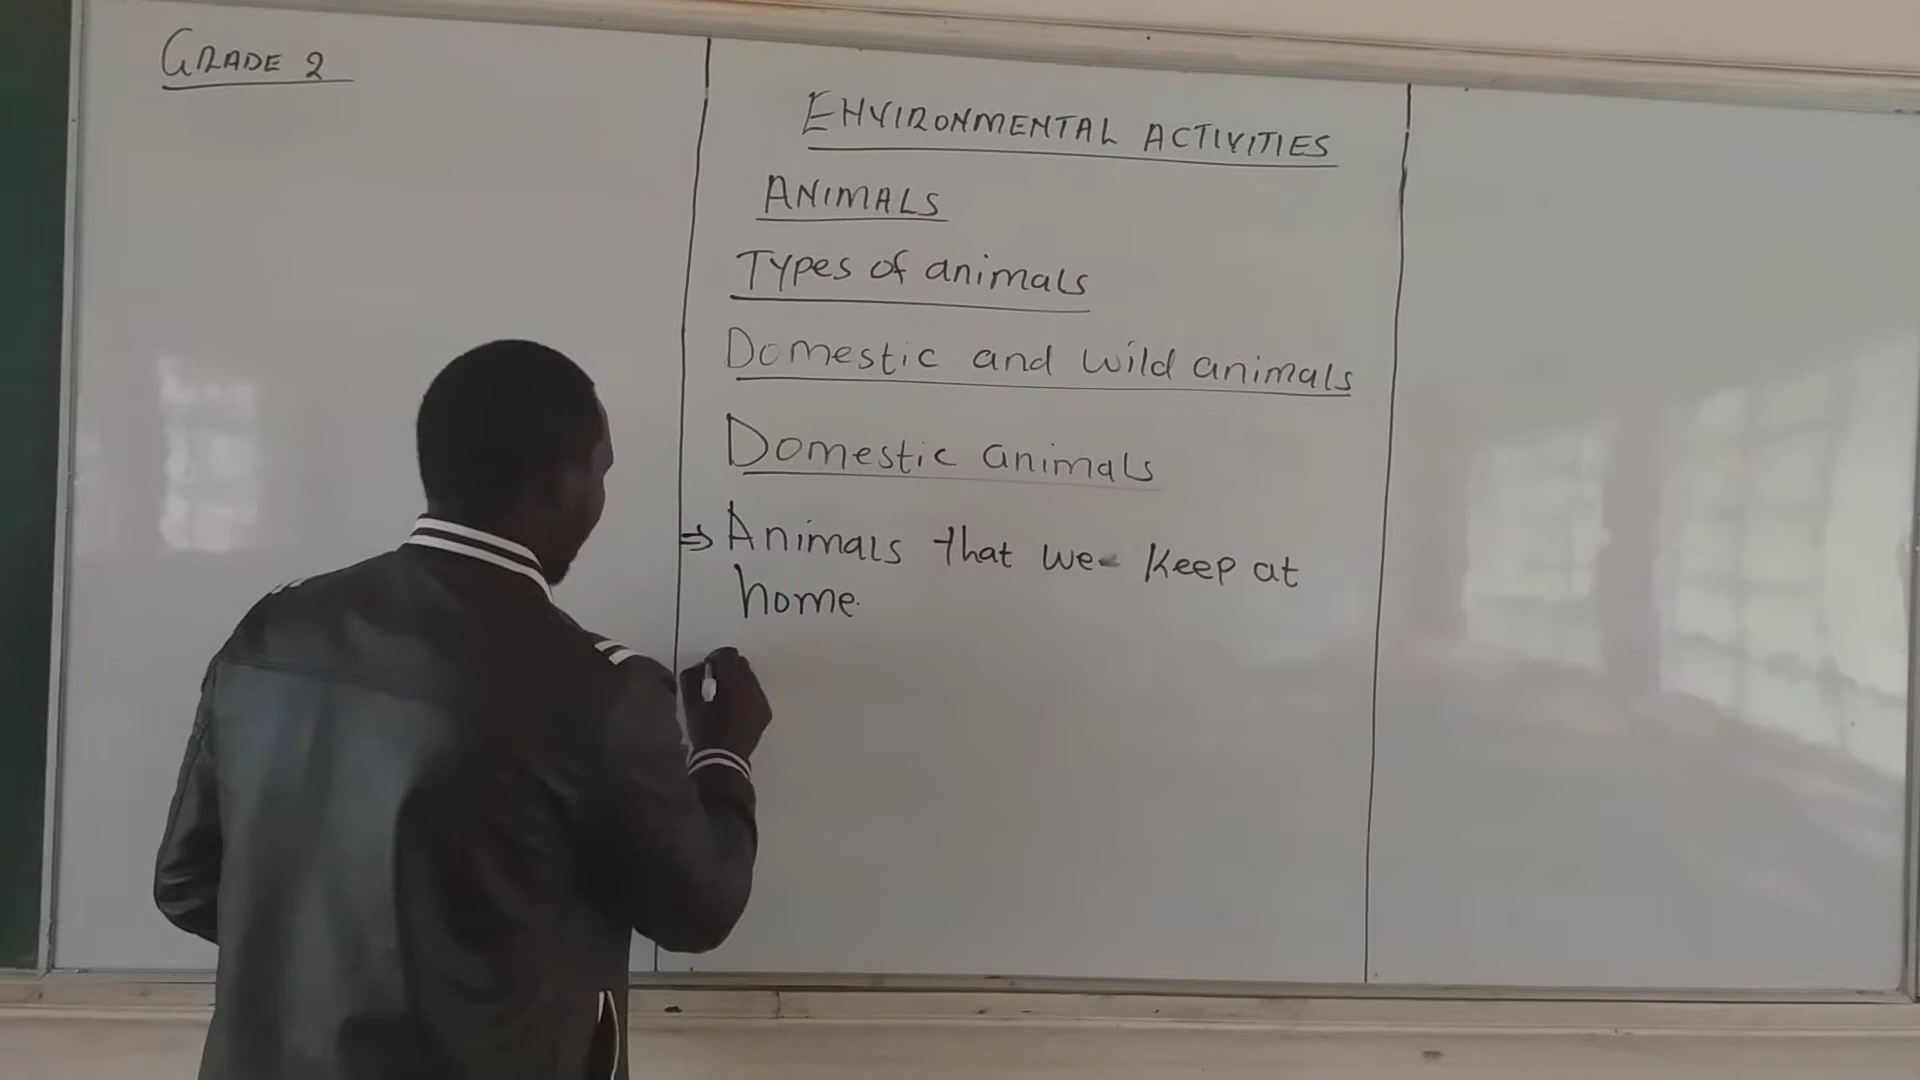 GRADE 2
ENVIRONMENTAL ACTIVITIES
ANIMALS
Types of animals
Domestic and wild animals
Domestic animals
⇒ Animals that we keep at
home.